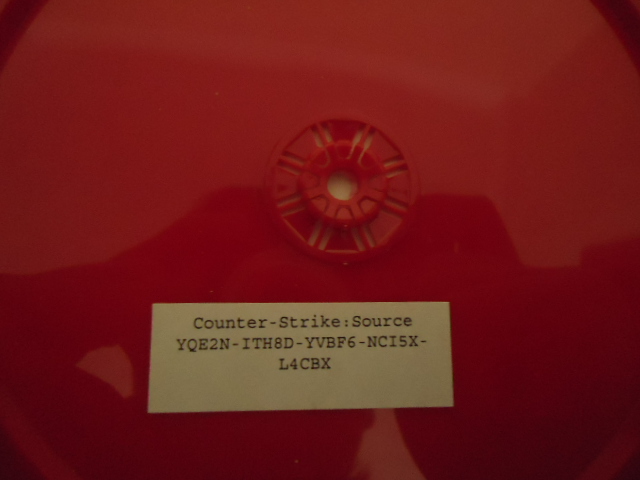 Counter-Strike:Source
YQE2N-ITH8D-YVBF6-NCI5X-
L4CBX